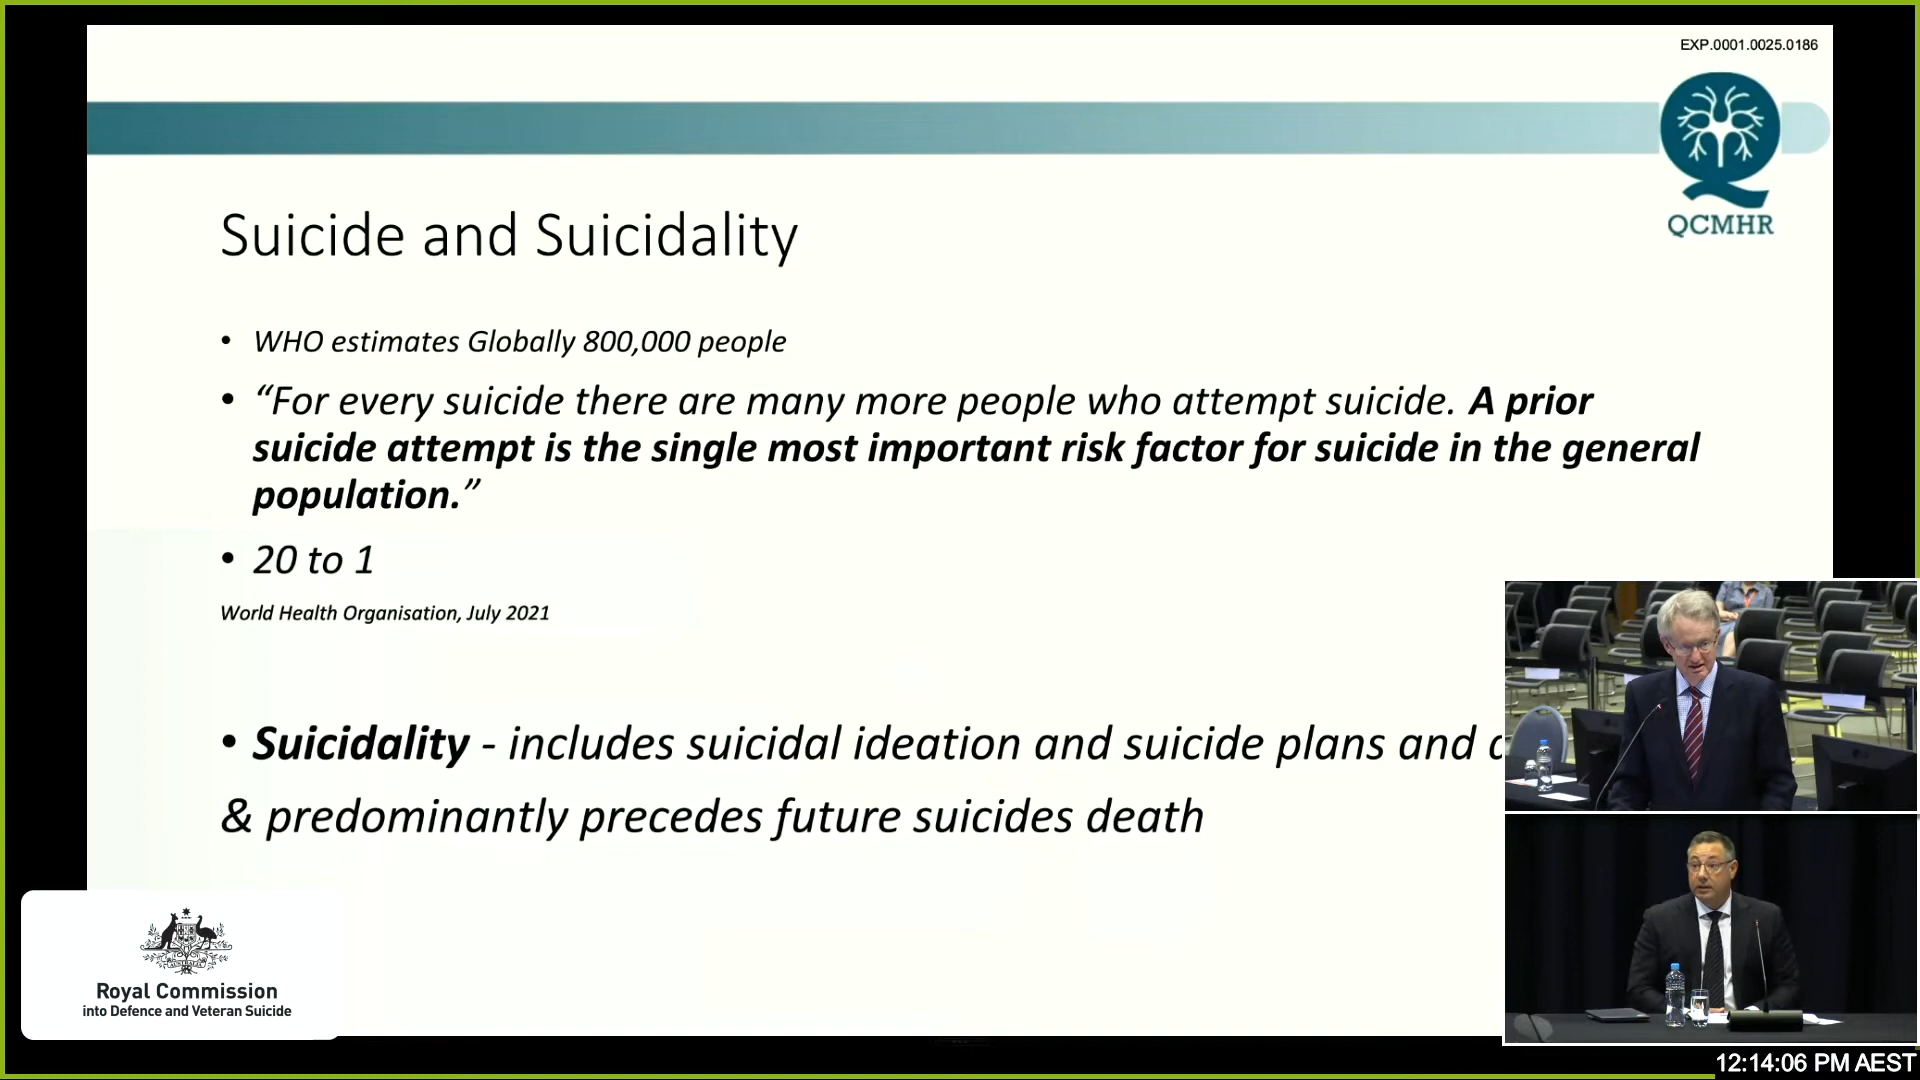 EXP.0001.0025.0186
QCMHR
Suicide and Suicidality
• WHO estimates Globally 800,000 people
• “For every suicide there are many more people who attempt suicide. A prior
suicide attempt is the single most important risk factor for suicide in the general
population.”
• 20 to 1
World Health Organisation, July 2021
• Suicidality - includes suicidal ideation and suicide plans and
& predominantly precedes future suicides death
AUSTRALIA
Royal Commission
into Defence and Veteran Suicide
12:14:06 PM AEST